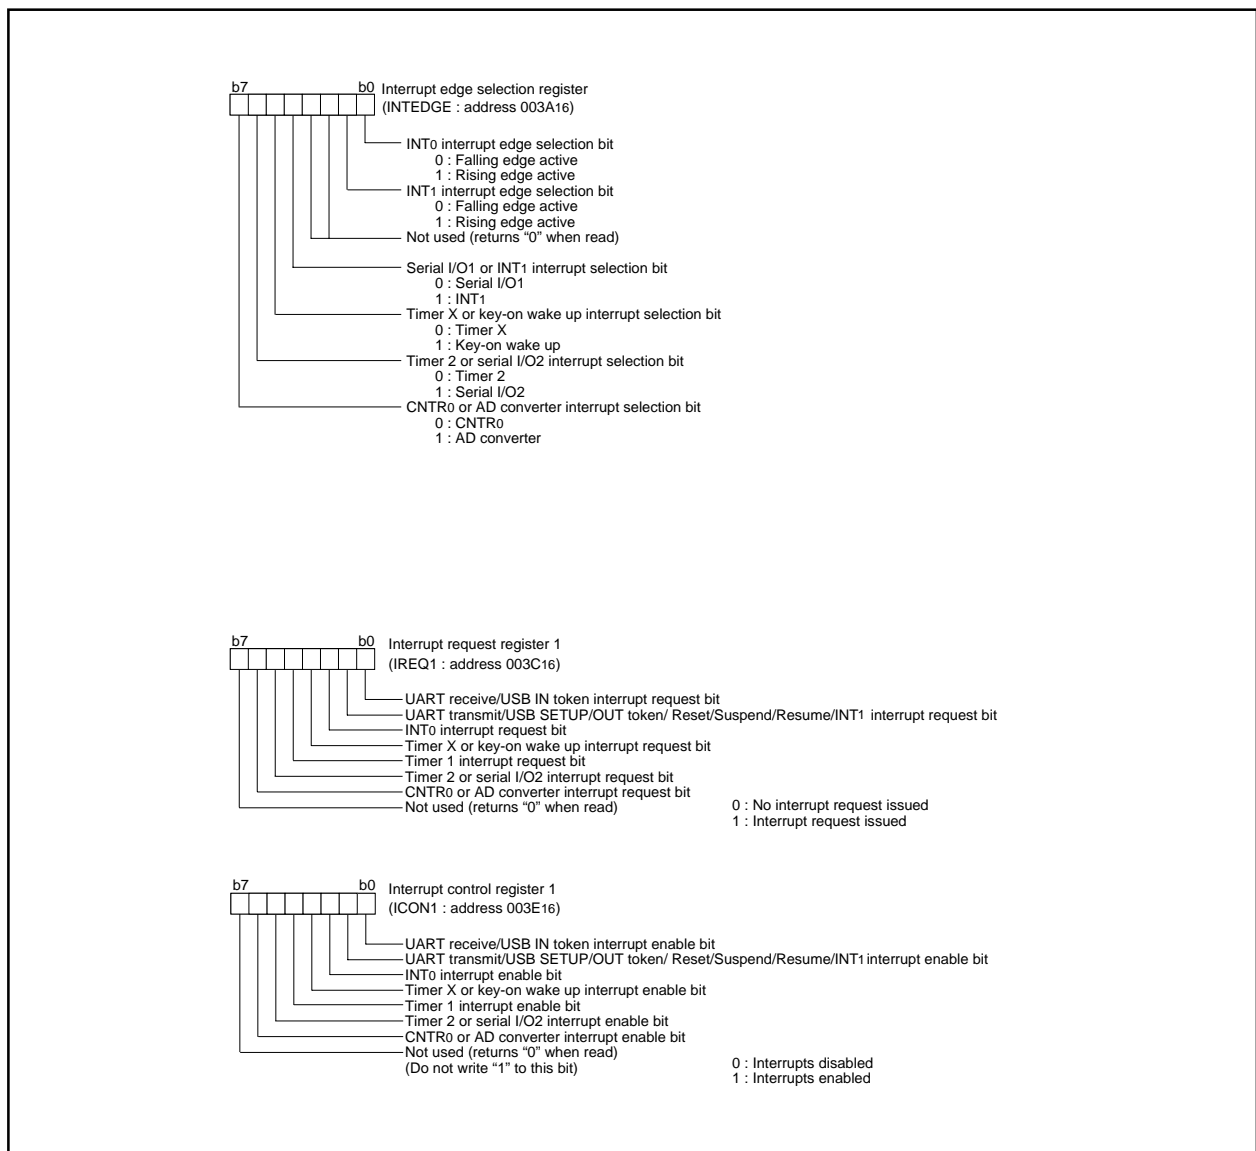 b7 b0 Interrupt edge selection register
(INTEDGE : address 003A16)
INT0 interrupt edge selection bit
0 : Falling edge active
1 : Rising edge active
INT1 interrupt edge selection bit
0 : Falling edge active
1 : Rising edge active
Not used (returns “0” when read)
Serial I/O1 or INT1 interrupt selection bit
0 : Serial I/O1
1 : INT1
Timer X or key-on wake up interrupt selection bit
0 : Timer X
1 : Key-on wake up
Timer 2 or serial I/O2 interrupt selection bit
0 : Timer 2
1 : Serial I/O2
CNTR0 or AD converter interrupt selection bit
0 : CNTR0
1 : AD converter
b7 b0 Interrupt request register 1
(IREQ1 : address 003C16)
UART receive/USB IN token interrupt request bit
UART transmit/USB SETUP/OUT token/ Reset/Suspend/Resume/INT1 interrupt request bit
INT0 interrupt request bit
Timer X or key-on wake up interrupt request bit
Timer 1 interrupt request bit
Timer 2 or serial I/O2 interrupt request bit
CNTR0 or AD converter interrupt request bit
Not used (returns “0” when read)
0 : No interrupt request issued
1 : Interrupt request issued
b7 b0 Interrupt control register 1
(ICON1 : address 003E16)
UART receive/USB IN token interrupt enable bit
UART transmit/USB SETUP/OUT token/ Reset/Suspend/Resume/INT1 interrupt enable bit
INT0 interrupt enable bit
Timer X or key-on wake up interrupt enable bit
Timer 1 interrupt enable bit
Timer 2 or serial I/O2 interrupt enable bit
CNTR0 or AD converter interrupt enable bit
Not used (returns “0” when read)
(Do not write “1” to this bit)
0 : Interrupts disabled
1 : Interrupts enabled